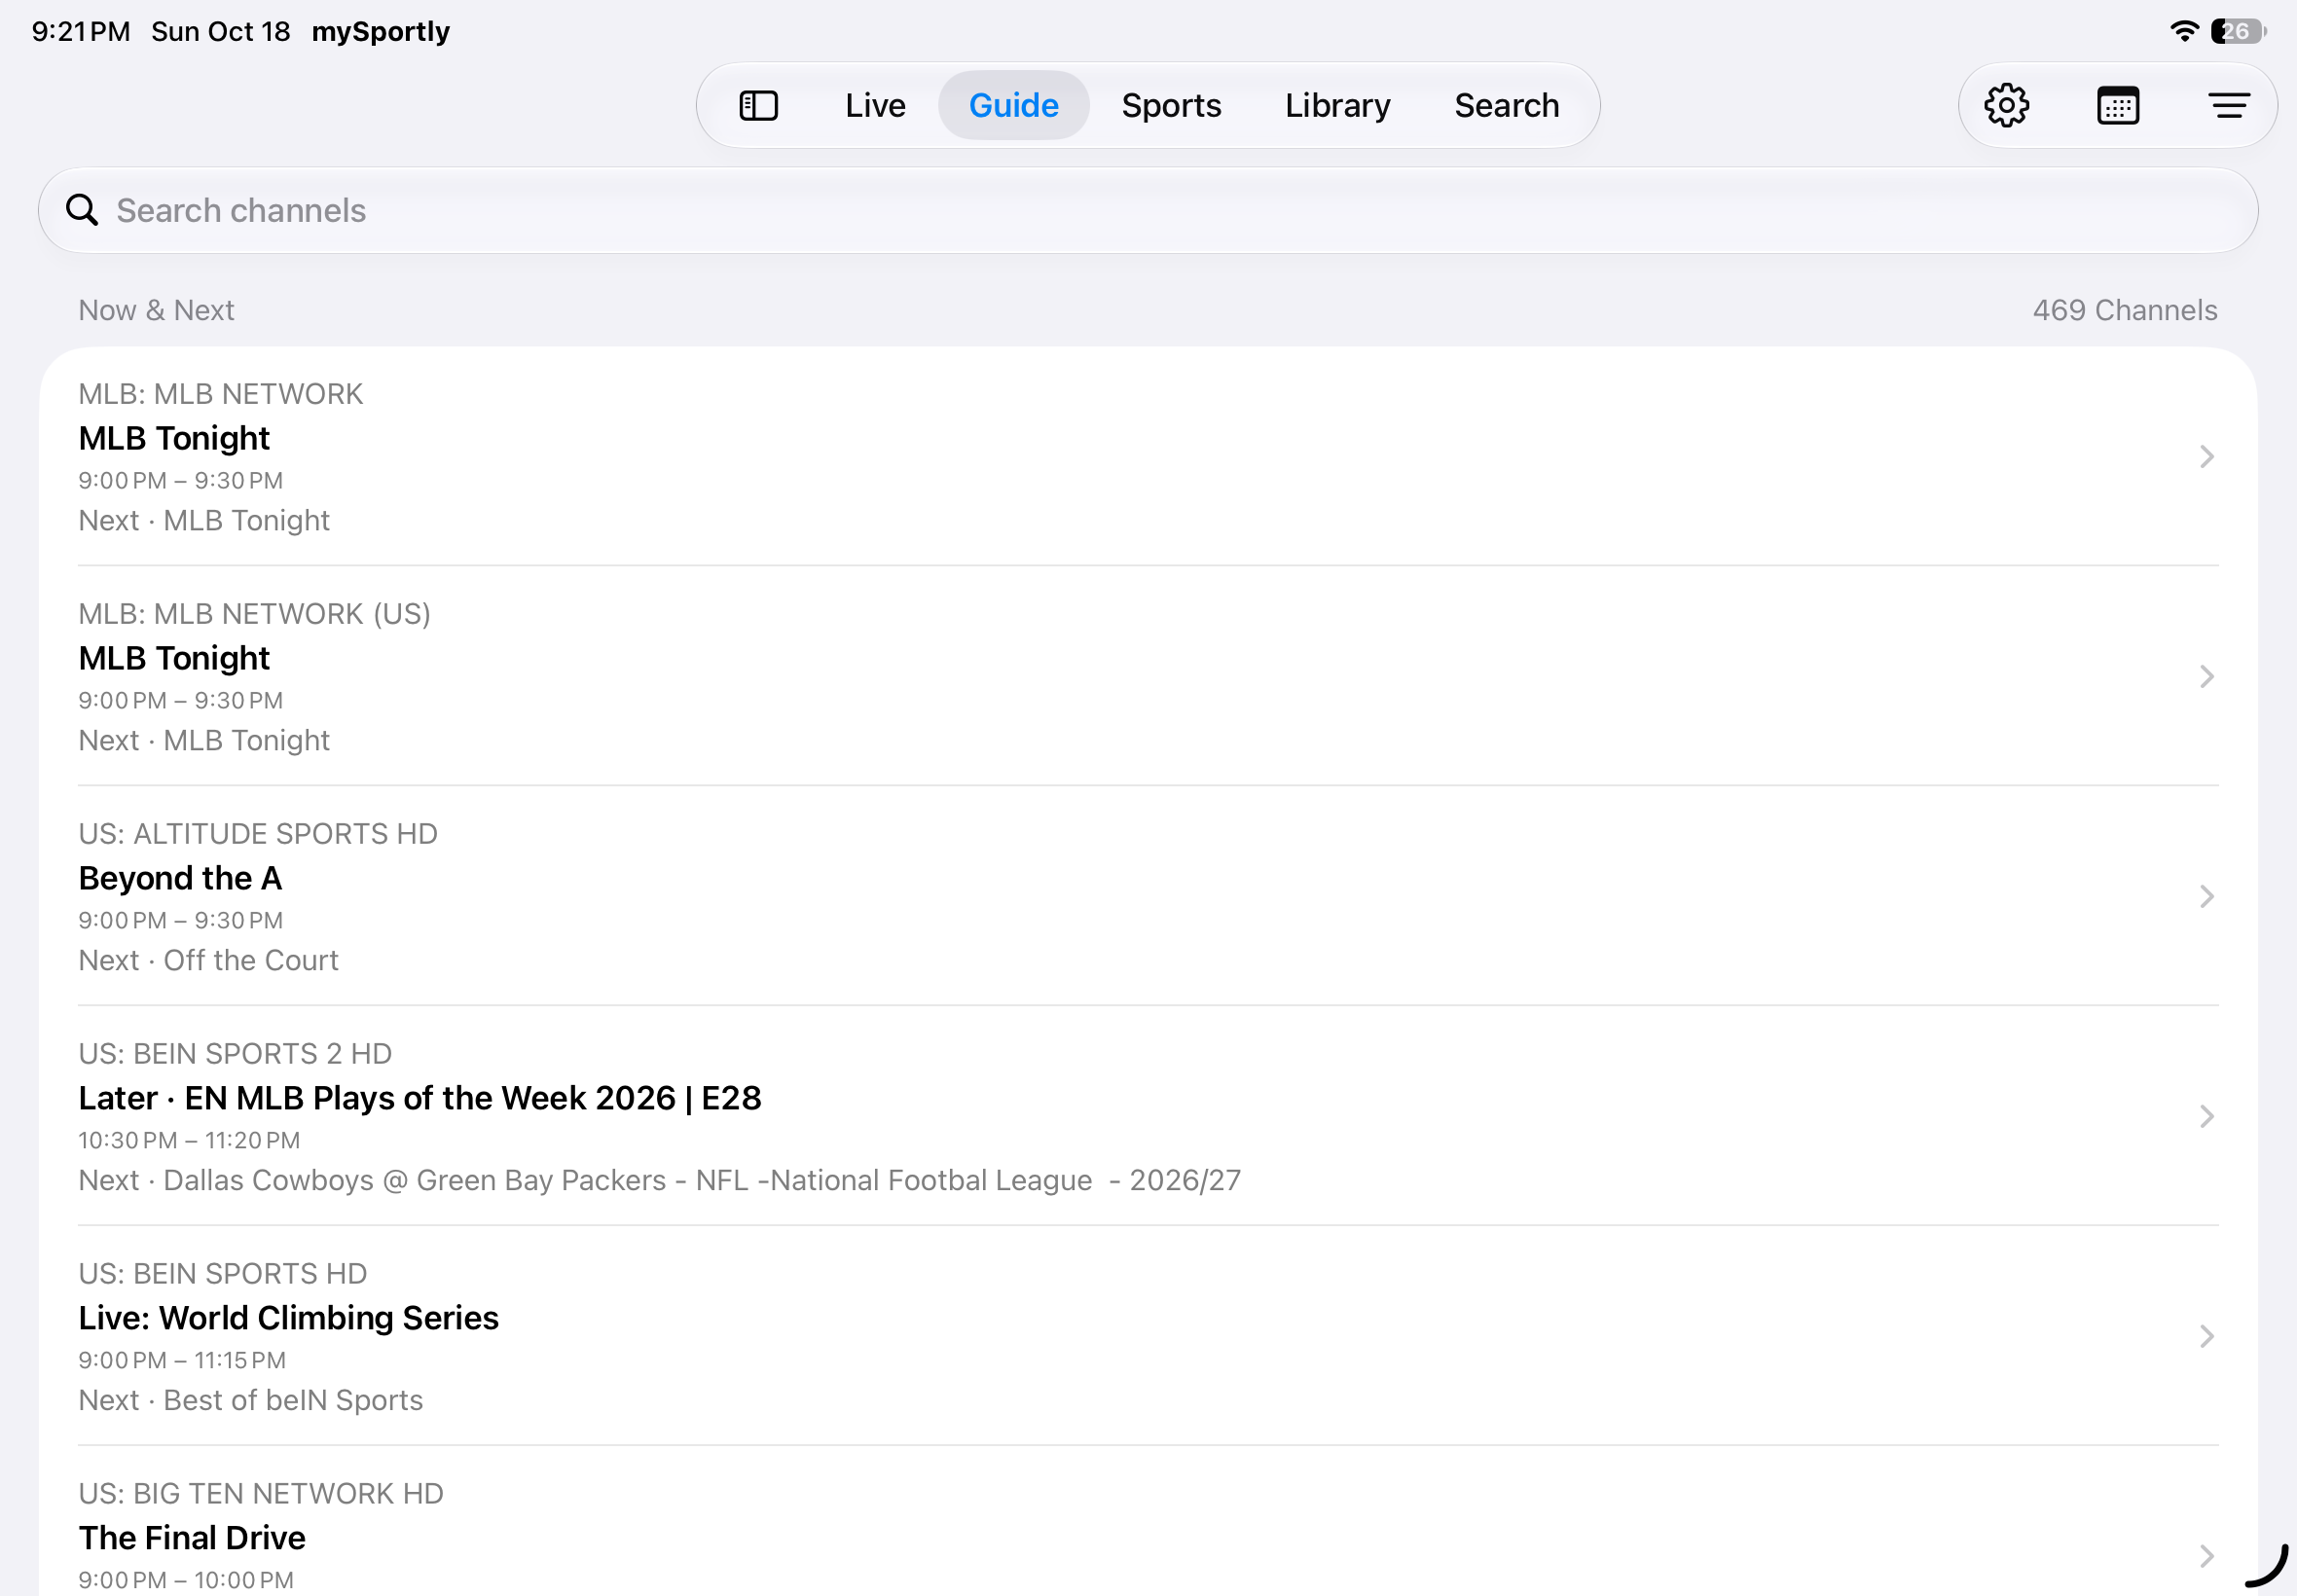 9:21 PM Sun Oct 18 mySportly
26
Live Guide Sports Library Search
Search channels
Now & Next
469 Channels
MLB: MLB NETWORK
MLB Tonight
9:00 PM – 9:30 PM
Next · MLB Tonight
MLB: MLB NETWORK (US)
MLB Tonight
9:00 PM – 9:30 PM
Next · MLB Tonight
US: ALTITUDE SPORTS HD
Beyond the A
9:00 PM – 9:30 PM
Next · Off the Court
US: BEIN SPORTS 2 HD
Later · EN MLB Plays of the Week 2026 | E28
10:30 PM – 11:20 PM
Next · Dallas Cowboys @ Green Bay Packers - NFL -National Footbal League  - 2026/27
US: BEIN SPORTS HD
Live: World Climbing Series
9:00 PM – 11:15 PM
Next · Best of beIN Sports
US: BIG TEN NETWORK HD
The Final Drive
9:00 PM – 10:00 PM